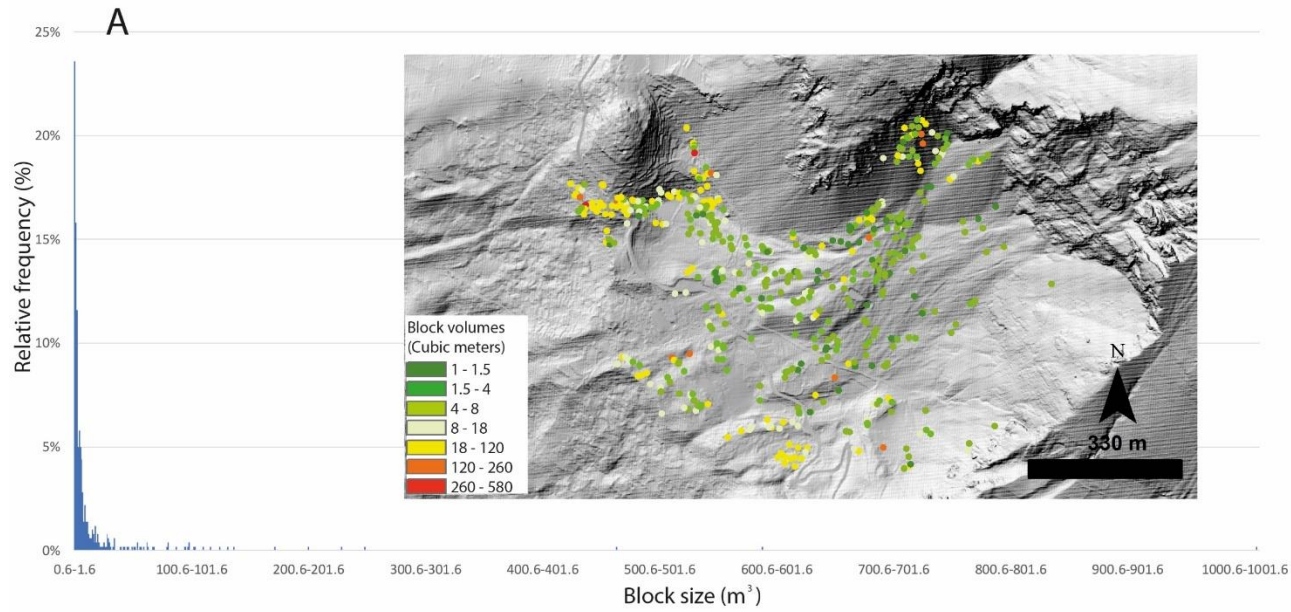 A
25%
20%
15%
10%
5%
0%
Relative frequency (%)
Block volumes
(Cubic meters)
1 - 1.5
1.5 - 4
4 - 8
8 - 18
18 - 120
120 - 260
260 - 580
N
330 m
0.6-1.6 100.6-101.6 200.6-201.6 300.6-301.6 400.6-401.6 500.6-501.6 600.6-601.6 700.6-701.6 800.6-801.6 900.6-901.6 1000.6-1001.6
Block size (m³)